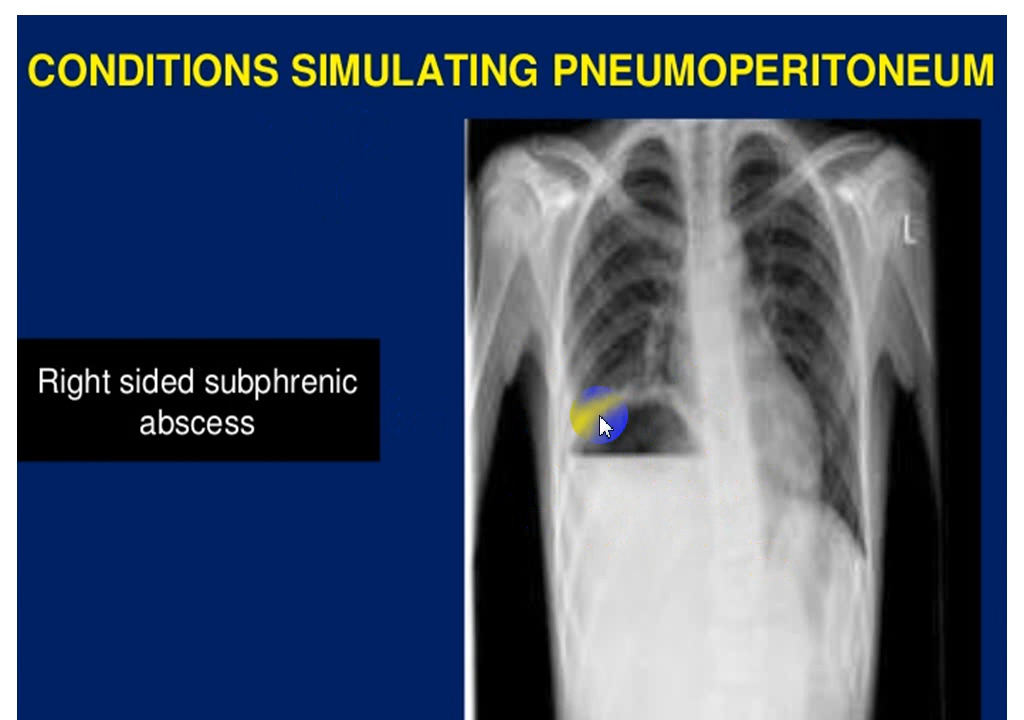 CONDITIONS SIMULATING PNEUMOPERITONEUM
L
Right sided subphrenic
abscess